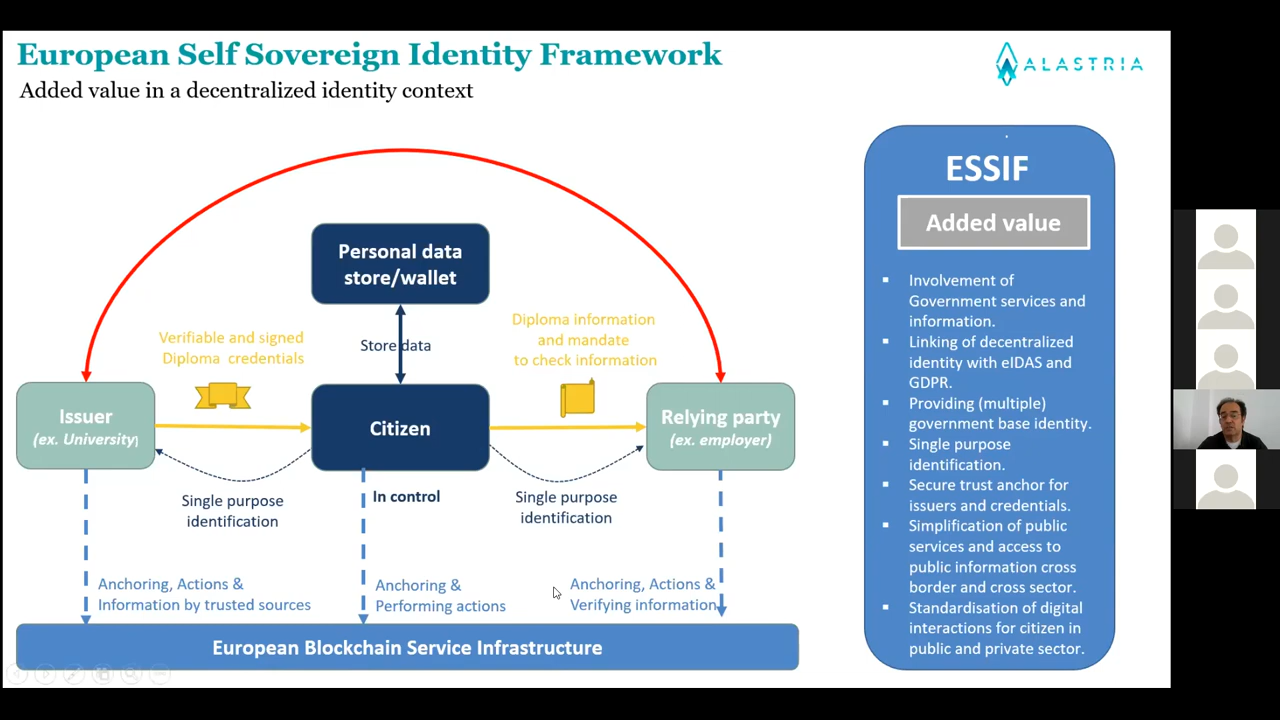 European Self Sovereign Identity Framework
Added value in a decentralized identity context
ALASTRIA
Personal data
store/wallet
Verifiable and signed
Diploma credentials
Store data
Diploma information
and mandate
to check information
Issuer
(ex. University)
Citizen
Relying party
(ex. employer)
Single purpose
identification
In control
Single purpose
identification
Anchoring, Actions &
Information by trusted sources
Anchoring &
Performing actions
Anchoring, Actions &
Verifying information
European Blockchain Service Infrastructure
ESSIF
Added value
▪ Involvement of
Government services and
information.
▪ Linking of decentralized
identity with eIDAS and
GDPR.
▪ Providing (multiple)
government base identity.
▪ Single purpose
identification.
▪ Secure trust anchor for
issuers and credentials.
▪ Simplification of public
services and access to
public information cross
border and cross sector.
▪ Standardisation of digital
interactions for citizen in
public and private sector.